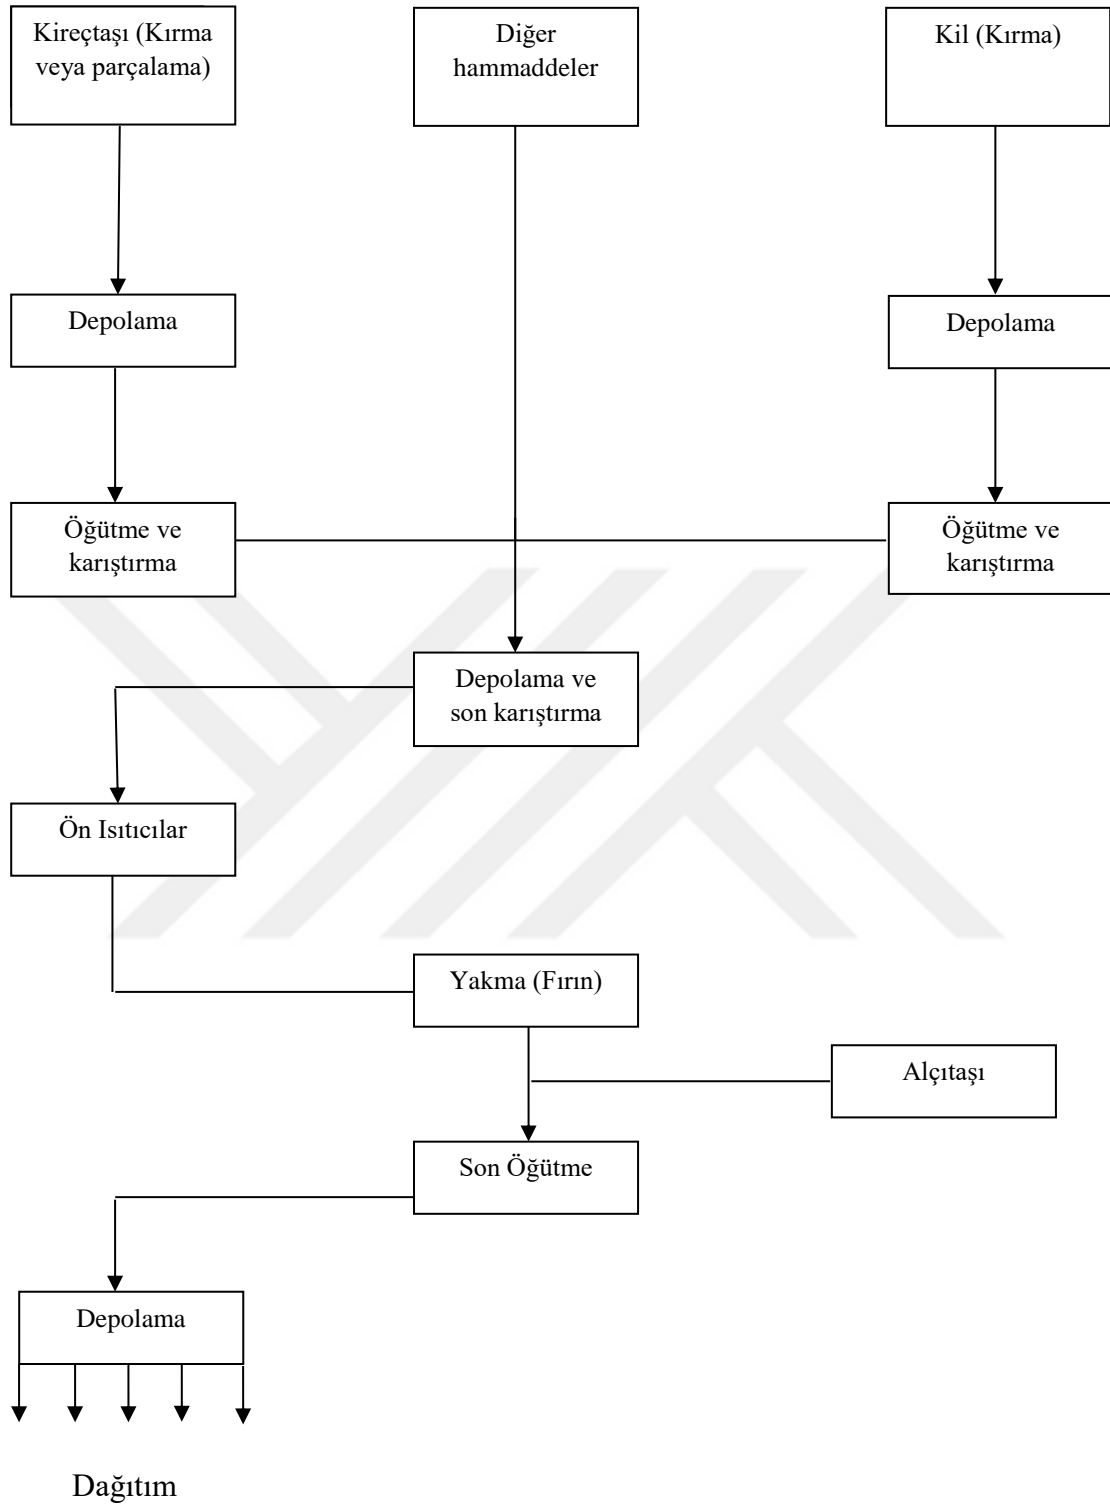 Kireçtaşı (Kırma
veya parçalama)
Diğer
hammaddeler
Kil (Kırma)
Depolama
Depolama
Öğütme ve
karıştırma
Öğütme ve
karıştırma
Depolama ve
son karıştırma
Ön Isıtıcılar
Yakma (Fırın)
Alçıtaşı
Son Öğütme
Depolama
Dağıtım